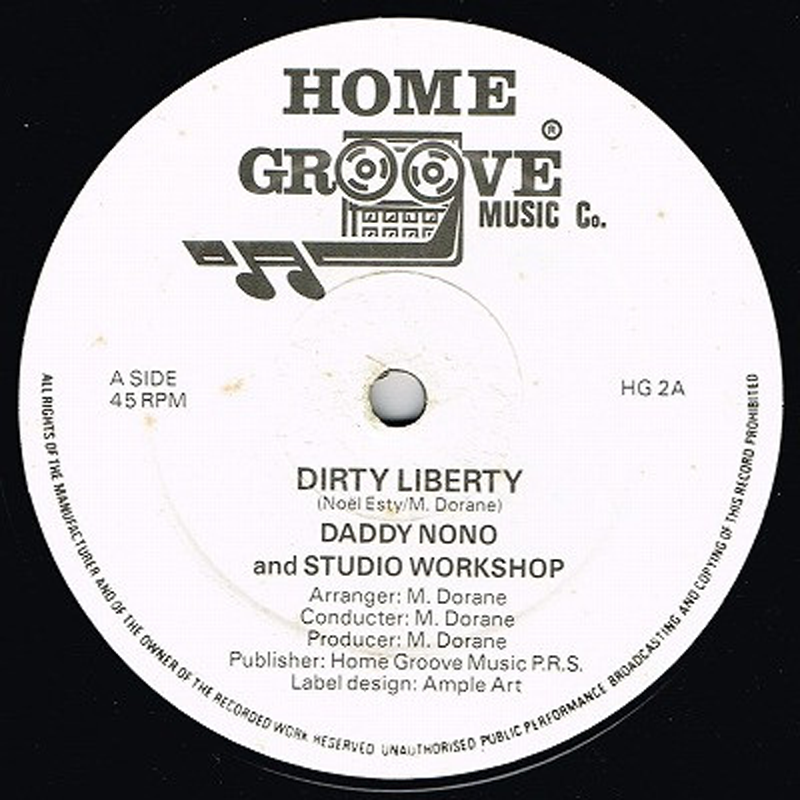 HOME
GROOVE ®
MUSIC Co.
A SIDE
45 RPM
HG 2A
DIRTY LIBERTY
(Noël Esty/M. Dorane)
DADDY NONO
and STUDIO WORKSHOP
Arranger: M. Dorane
Conducter: M. Dorane
Producer: M. Dorane
Publisher: Home Groove Music P.R.S.
Label design: Ample Art
ALL RIGHTS OF THE MANUFACTURER AND OF THE OWNER OF THE RECORDED WORK RESERVED UNAUTHORISED PUBLIC PERFORMANCE BROADCASTING AND COPYING OF THIS RECORD PROHIBITED